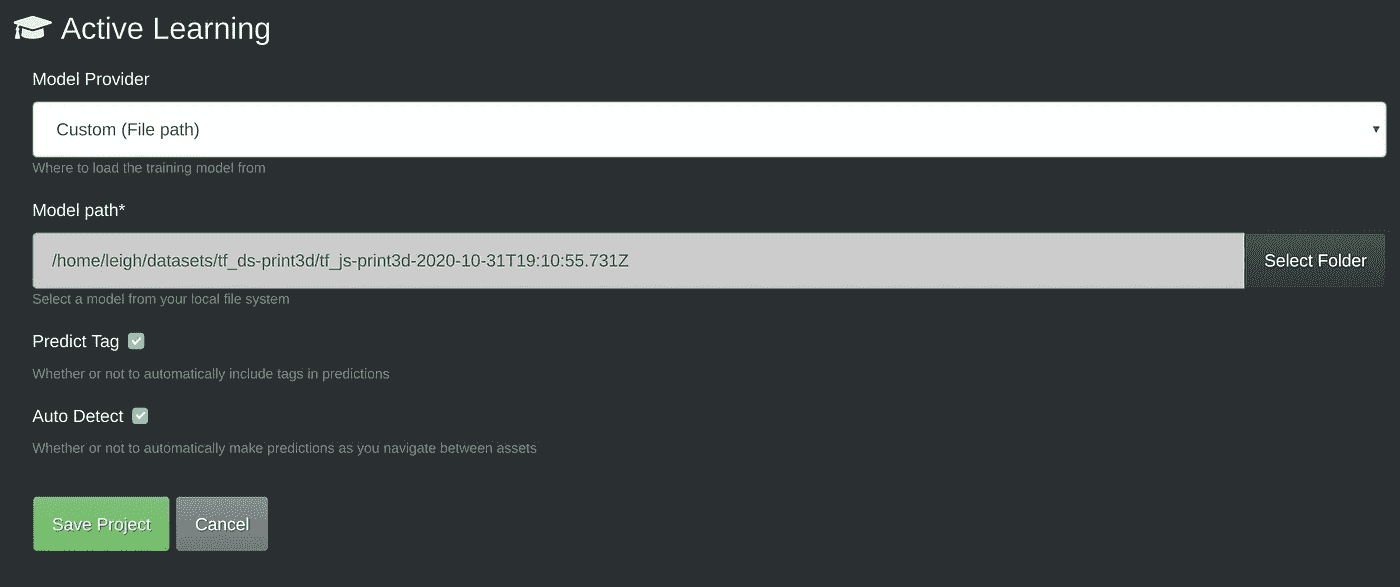 Active Learning
Model Provider
Custom (File path)
Where to load the training model from
Model path*
/home/leigh/datasets/tf_ds-print3d/tf_js-print3d-2020-10-31T19:10:55.731Z
Select Folder
Select a model from your local file system
Predict Tag
Whether or not to automatically include tags in predictions
Auto Detect
Whether or not to automatically make predictions as you navigate between assets
Save Project
Cancel